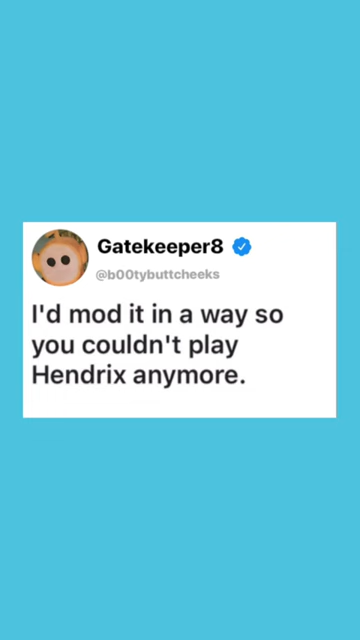 Gatekeeper8
@b00tybuttcheeks
I'd mod it in a way so
you couldn't play
Hendrix anymore.